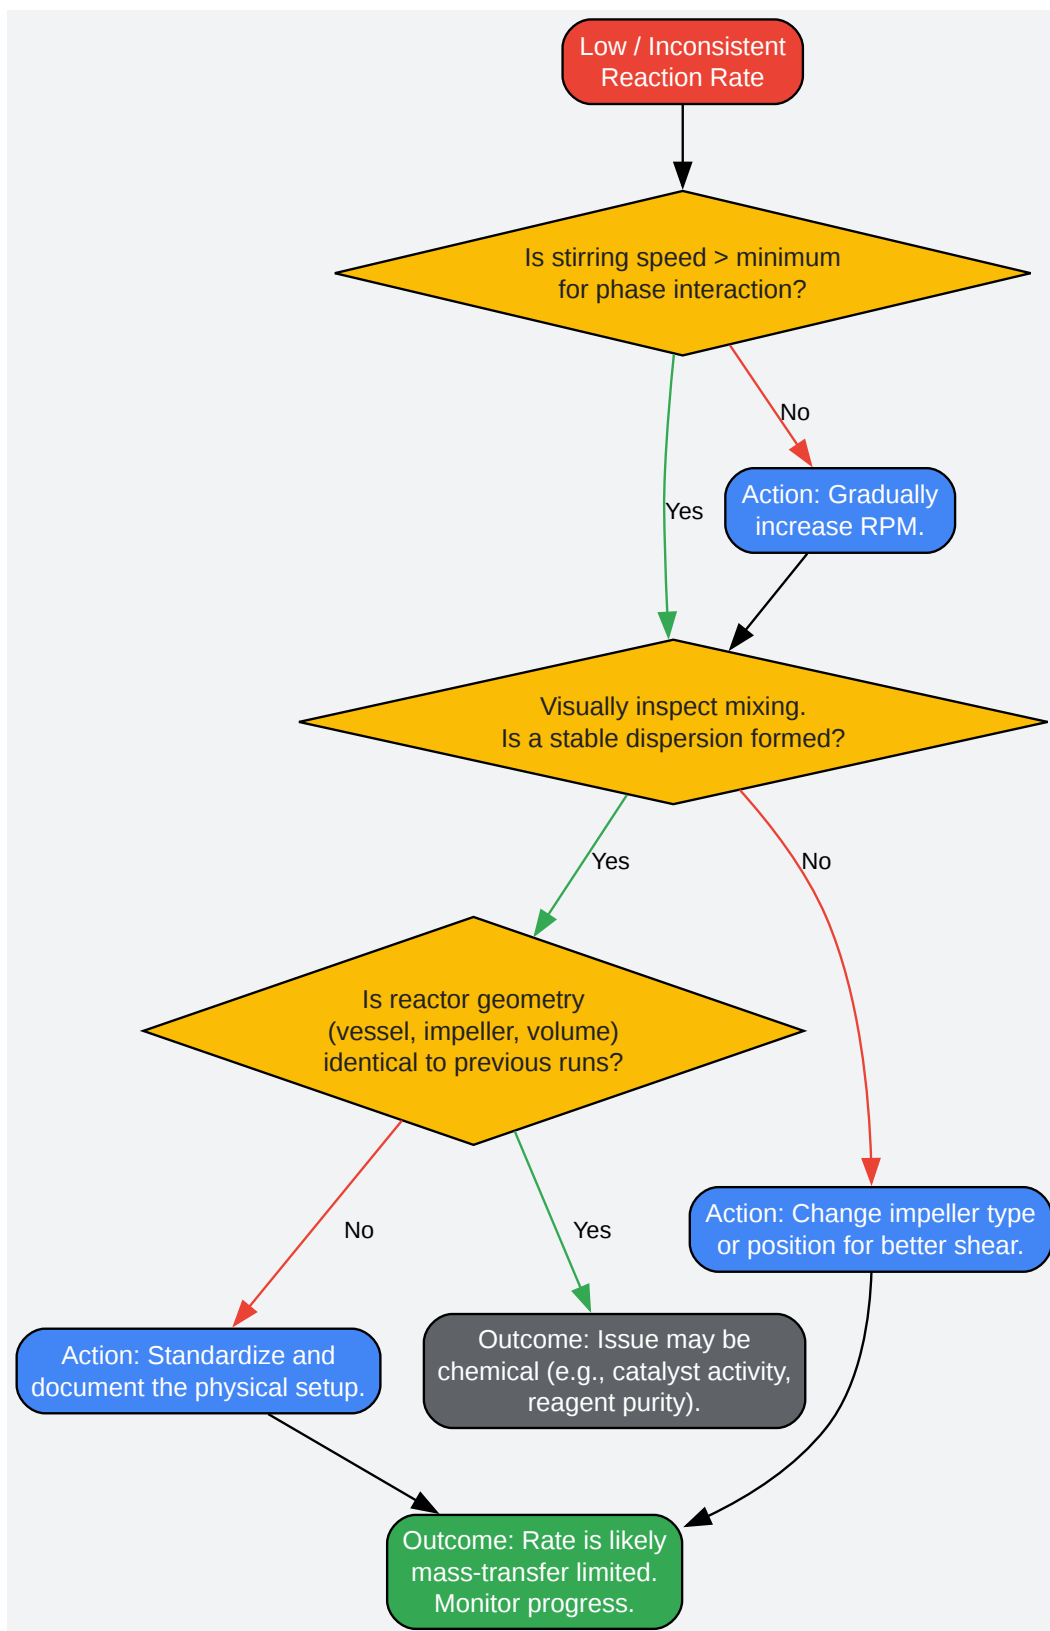 Low / Inconsistent
Reaction Rate
Is stirring speed > minimum
for phase interaction?
No
Yes
Action: Gradually
increase RPM.
Visually inspect mixing.
Is a stable dispersion formed?
Yes
No
Is reactor geometry
(vessel, impeller, volume)
identical to previous runs?
No
Yes
Action: Change impeller type
or position for better shear.
Action: Standardize and
document the physical setup.
Outcome: Issue may be
chemical (e.g., catalyst activity,
reagent purity).
Outcome: Rate is likely
mass-transfer limited.
Monitor progress.